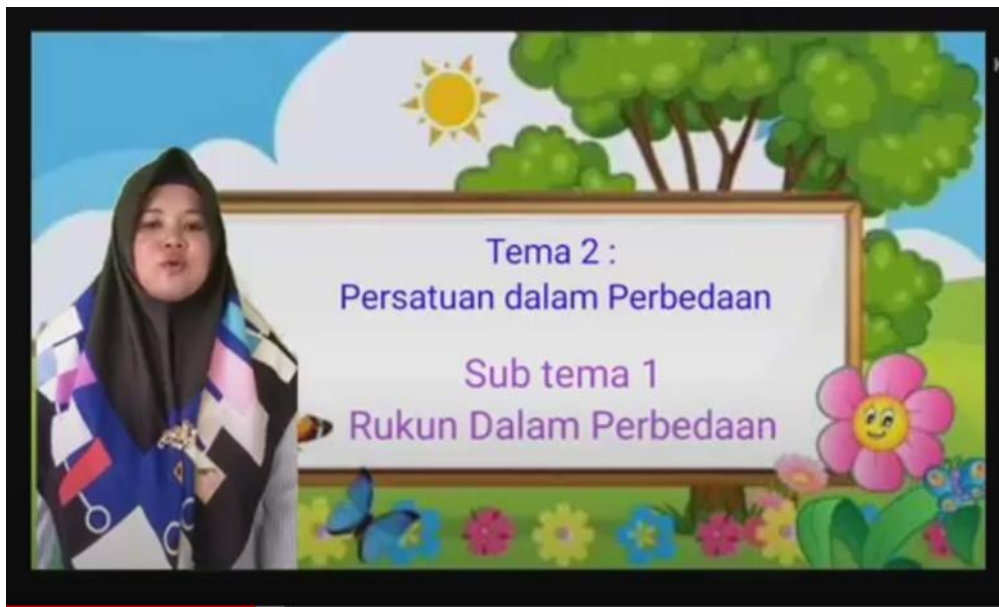 Tema 2 :
Persatuan dalam Perbedaan
Sub tema 1
Rukun Dalam Perbedaan